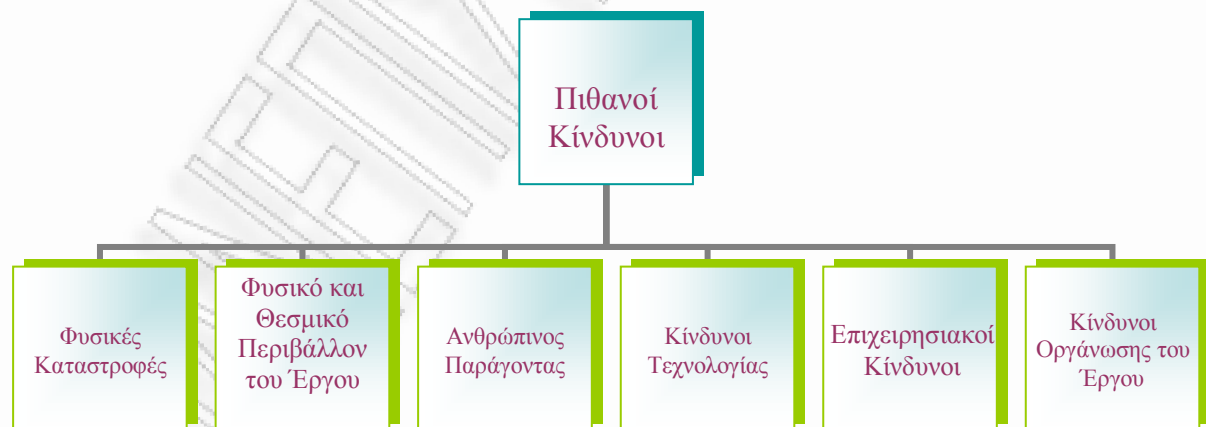 Πιθανοί
Κίνδυνοι
Φυσικές
Καταστροφές
Φυσικό και
Θεσμικό
Περιβάλλον
του Έργου
Ανθρώπινος
Παράγοντας
Κίνδυνοι
Τεχνολογίας
Επιχειρησιακοί
Κίνδυνοι
Κίνδυνοι
Οργάνωσης του
Έργου